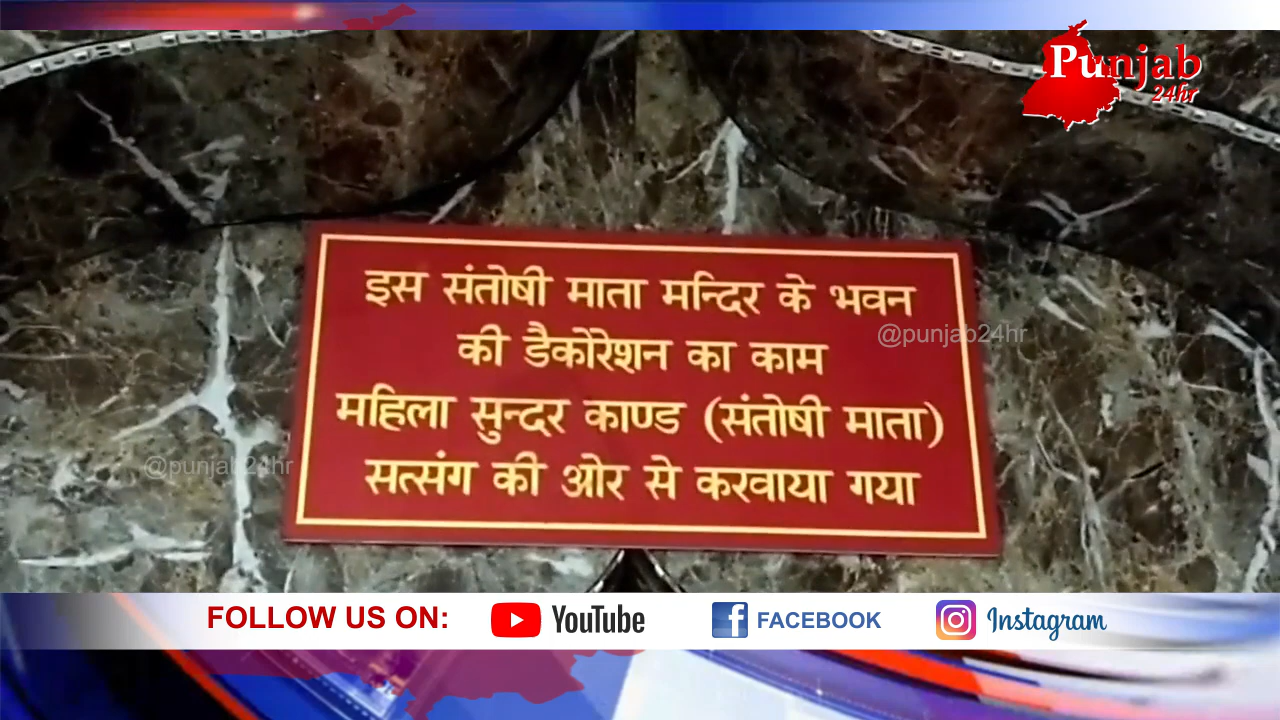 Punjab
24hr
इस संतोषी माता मन्दिर के भवन
@punjab24hr
की डैकोरेशन का काम
महिला सुन्दर काण्ड (संतोषी माता)
@punjab24hr
सत्संग की ओर से करवाया गया
FOLLOW US ON: YouTube FACEBOOK Instagram